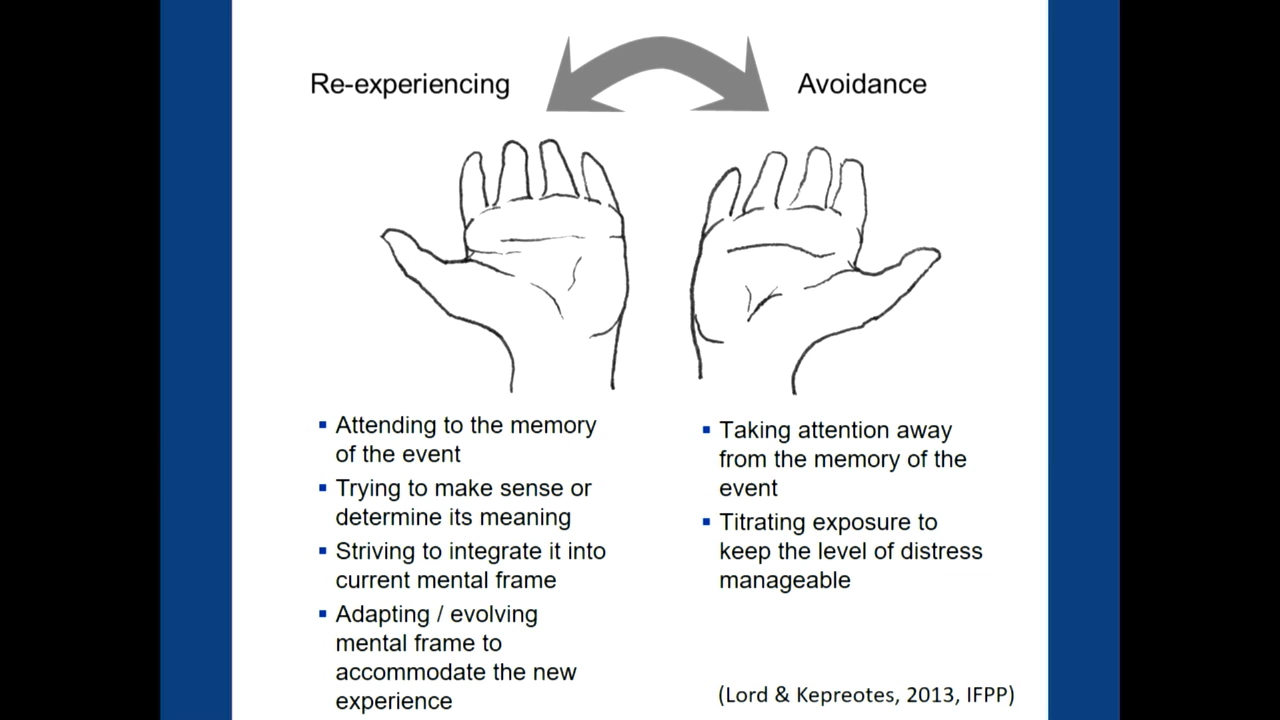 Re-experiencing
Avoidance
▪ Attending to the memory
of the event
▪ Trying to make sense or
determine its meaning
▪ Striving to integrate it into
current mental frame
▪ Adapting / evolving
mental frame to
accommodate the new
experience
▪ Taking attention away
from the memory of the
event
▪ Titrating exposure to
keep the level of distress
manageable
(Lord & Kepreotes, 2013, IFPP)